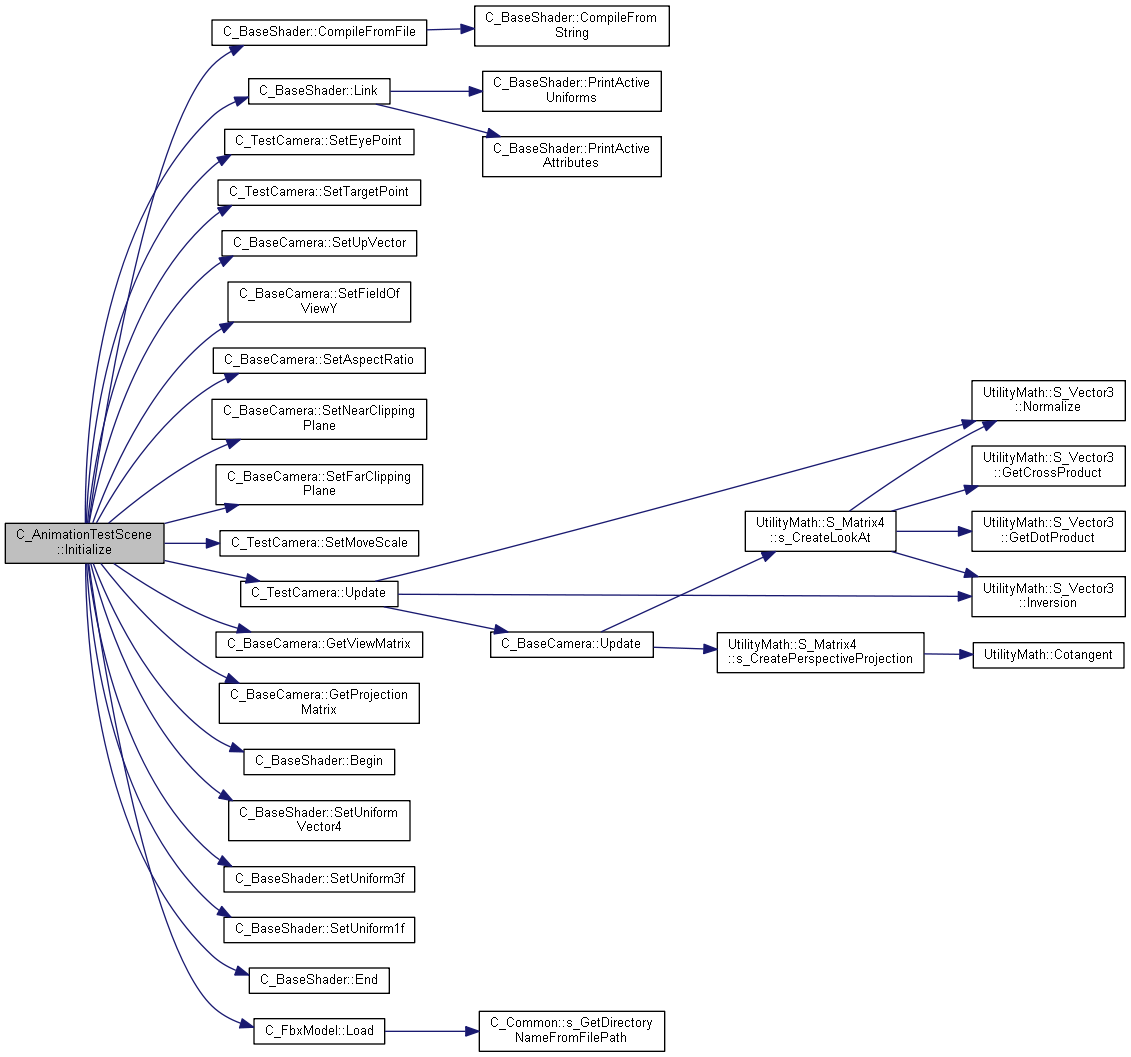 C_AnimationTestScene
::Initialize
C_BaseShader::CompileFromFile
C_BaseShader::CompileFrom
String
C_BaseShader::Link
C_BaseShader::PrintActive
Uniforms
C_BaseShader::PrintActive
Attributes
C_TestCamera::SetEyePoint
C_TestCamera::SetTargetPoint
C_BaseCamera::SetUpVector
C_BaseCamera::SetFieldOf
ViewY
C_BaseCamera::SetAspectRatio
C_BaseCamera::SetNearClipping
Plane
C_BaseCamera::SetFarClipping
Plane
C_TestCamera::SetMoveScale
C_TestCamera::Update
C_BaseCamera::Update
UtilityMath::S_Matrix4
::s_CreateLookAt
UtilityMath::S_Vector3
::Normalize
UtilityMath::S_Vector3
::GetCrossProduct
UtilityMath::S_Vector3
::GetDotProduct
UtilityMath::S_Vector3
::Inversion
UtilityMath::S_Matrix4
::s_CreatePerspectiveProjection
UtilityMath::Cotangent
C_BaseCamera::GetViewMatrix
C_BaseCamera::GetProjection
Matrix
C_BaseShader::Begin
C_BaseShader::SetUniform
Vector4
C_BaseShader::SetUniform3f
C_BaseShader::SetUniform1f
C_BaseShader::End
C_FbxModel::Load
C_Common::s_GetDirectory
NameFromFilePath